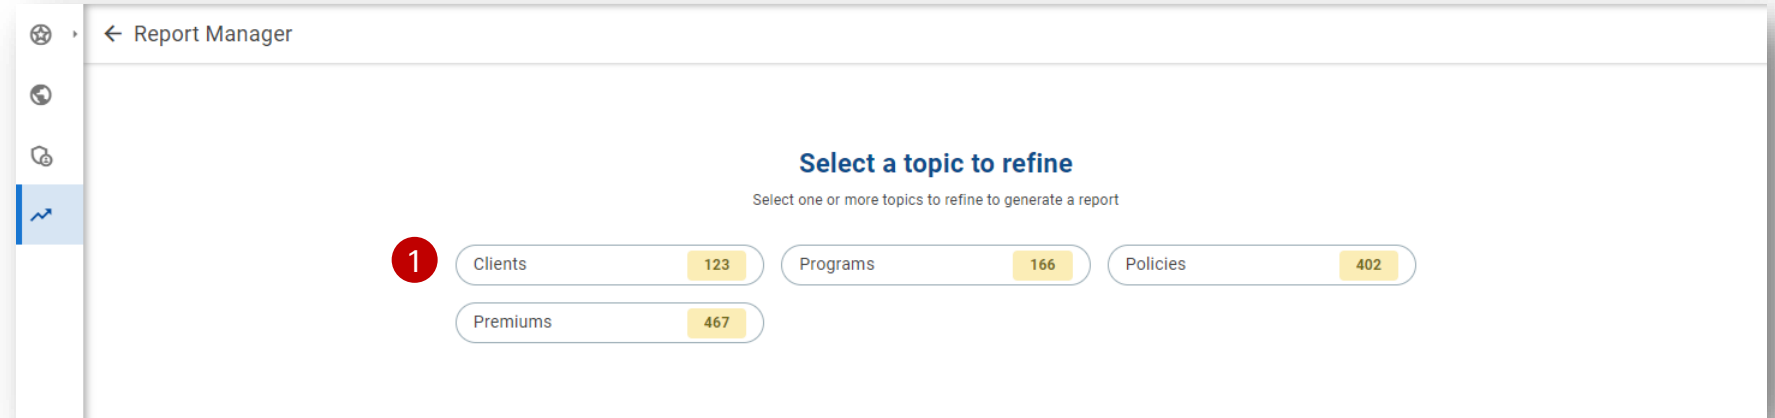 Report Manager
Select a topic to refine
Select one or more topics to refine to generate a report
1 Clients 123 Programs 166 Policies 402
Premiums 467